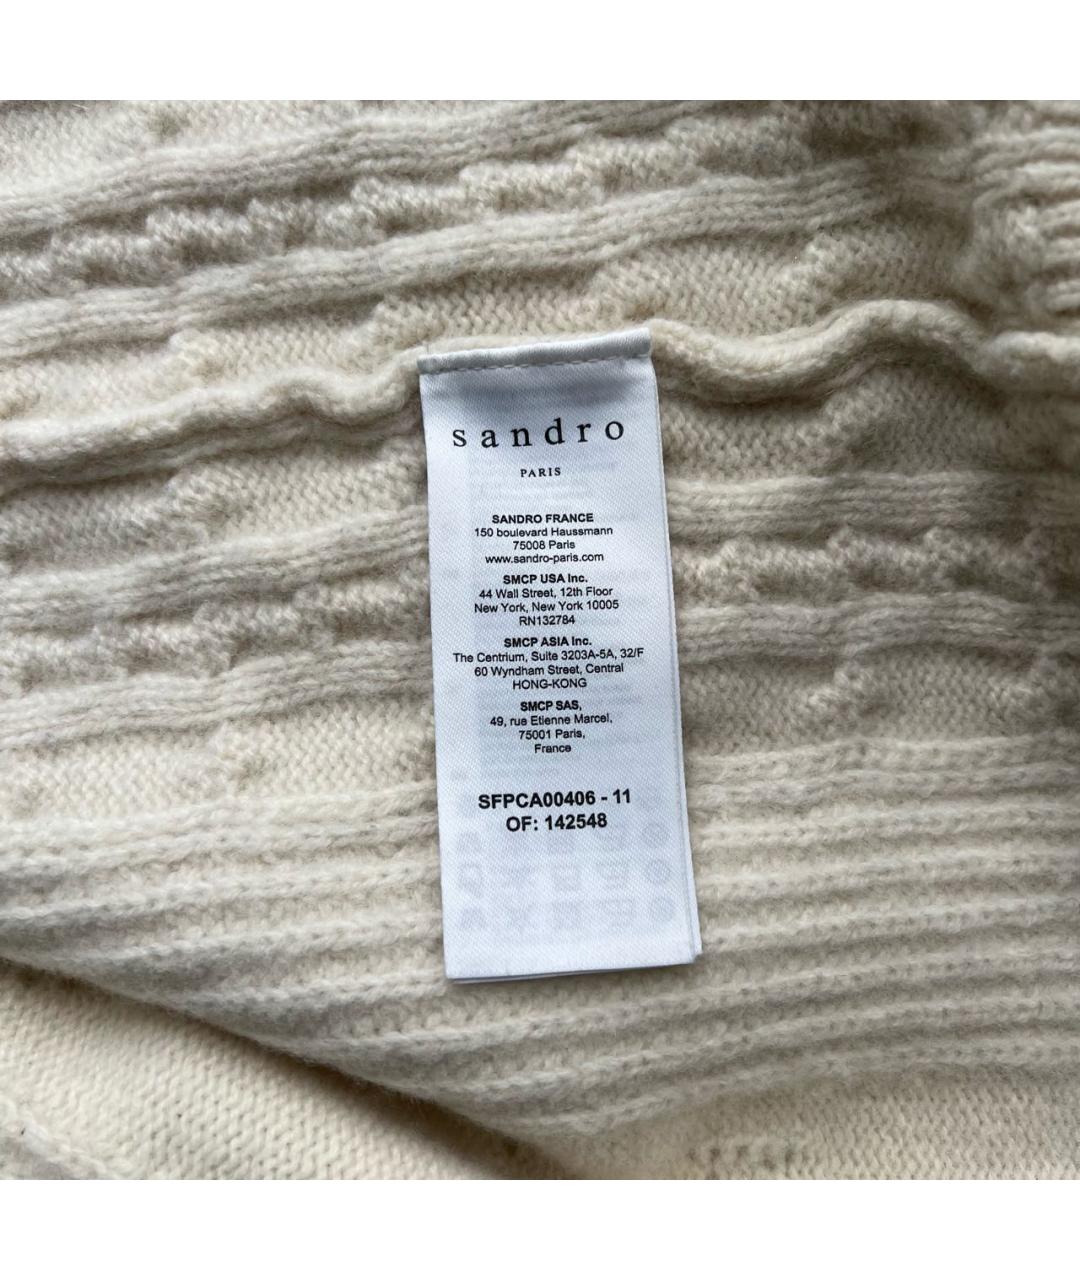 sandro
PARIS
SANDRO FRANCE
150 boulevard Haussmann
75008 Paris
www.sandro-paris.com
SMCP USA Inc.
44 Wall Street, 12th Floor
New York, New York 10005
RN132784
SMCP ASIA Inc.
The Centrium, Suite 3203A-5A, 32/F
60 Wyndham Street, Central
HONG-KONG
SMCP SAS,
49, rue Etienne Marcel,
75001 Paris,
France
SFPCA00406 - 11
OF: 142548